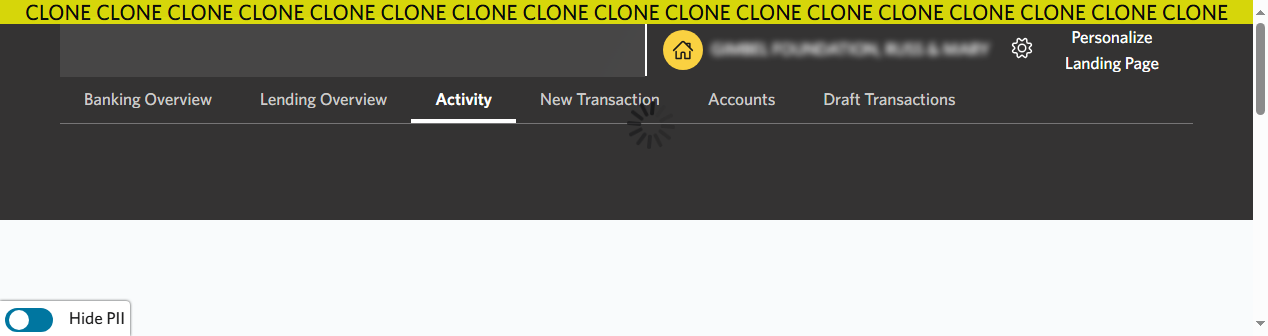 CLONE CLONE CLONE CLONE CLONE CLONE CLONE CLONE CLONE CLONE CLONE CLONE CLONE CLONE CLONE CLONE CLONE
Personalize
Landing Page
Banking Overview Lending Overview Activity New Transaction Accounts Draft Transactions
Hide PII